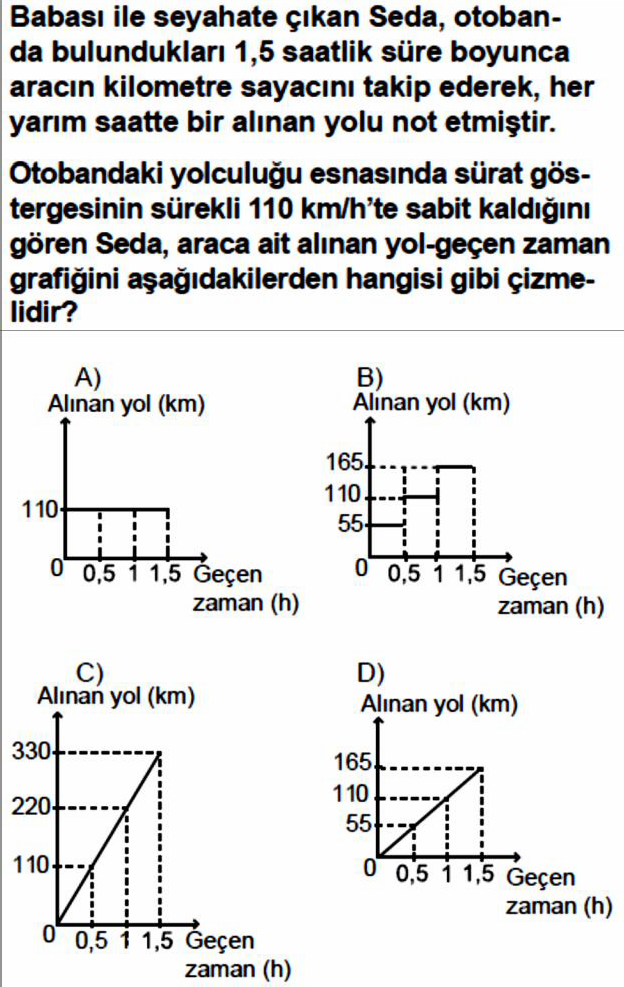 Babası ile seyahate çıkan Seda, otoban-
da bulundukları 1,5 saatlik süre boyunca
aracın kilometre sayacını takip ederek, her
yarım saatte bir alınan yolu not etmiştir.
Otobandaki yolculuğu esnasında sürat gös-
tergesinin sürekli 110 km/h'te sabit kaldığını
gören Seda, araca ait alınan yol-geçen zaman
grafiğini aşağıdakilerden hangisi gibi çizme-
lidir?
A)
Alınan yol (km)
110
0 0,5 1 1,5 Geçen
zaman (h)
B)
Alınan yol (km)
165
110
55
0 0,5 1 1,5 Geçen
zaman (h)
C)
Alınan yol (km)
330
220
110
0 0,5 1 1,5 Geçen
zaman (h)
D)
Alınan yol (km)
165
110
55
0 0,5 1 1,5 Geçen
zaman (h)